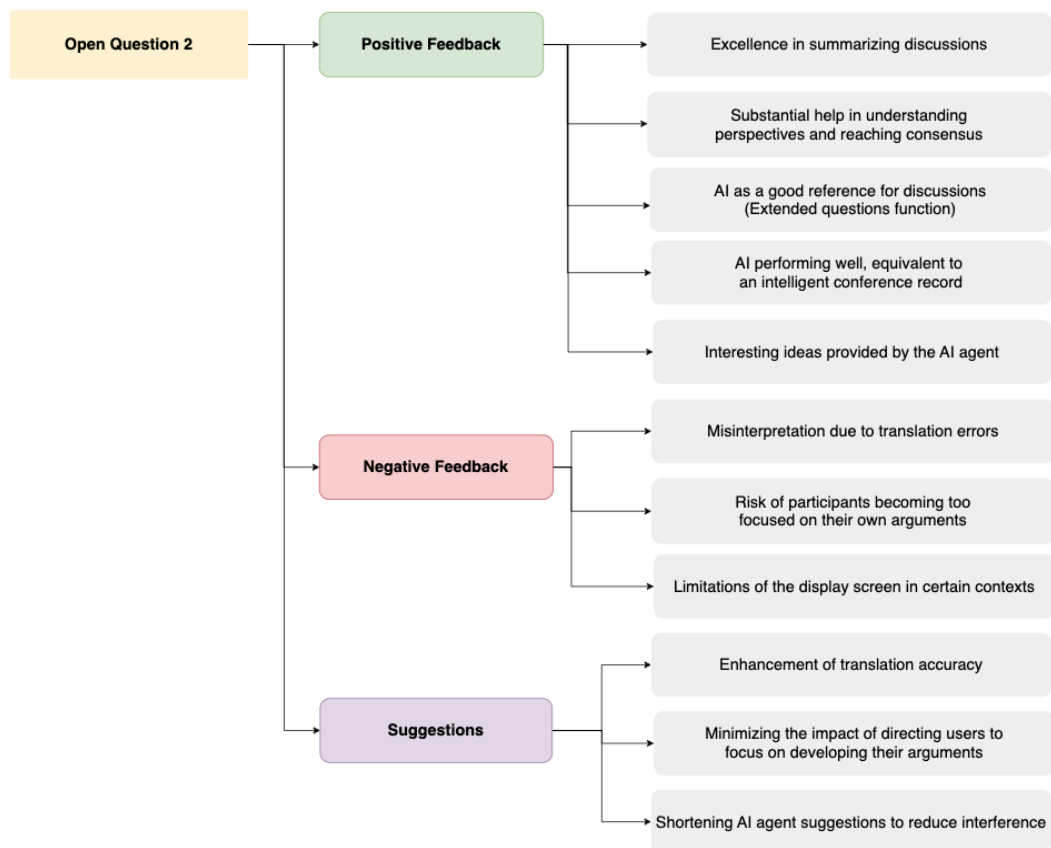 Open Question 2
Positive Feedback
Excellence in summarizing discussions
Substantial help in understanding
perspectives and reaching consensus
AI as a good reference for discussions
(Extended questions function)
AI performing well, equivalent to
an intelligent conference record
Interesting ideas provided by the AI agent
Negative Feedback
Misinterpretation due to translation errors
Risk of participants becoming too
focused on their own arguments
Limitations of the display screen in certain contexts
Suggestions
Enhancement of translation accuracy
Minimizing the impact of directing users to
focus on developing their arguments
Shortening AI agent suggestions to reduce interference